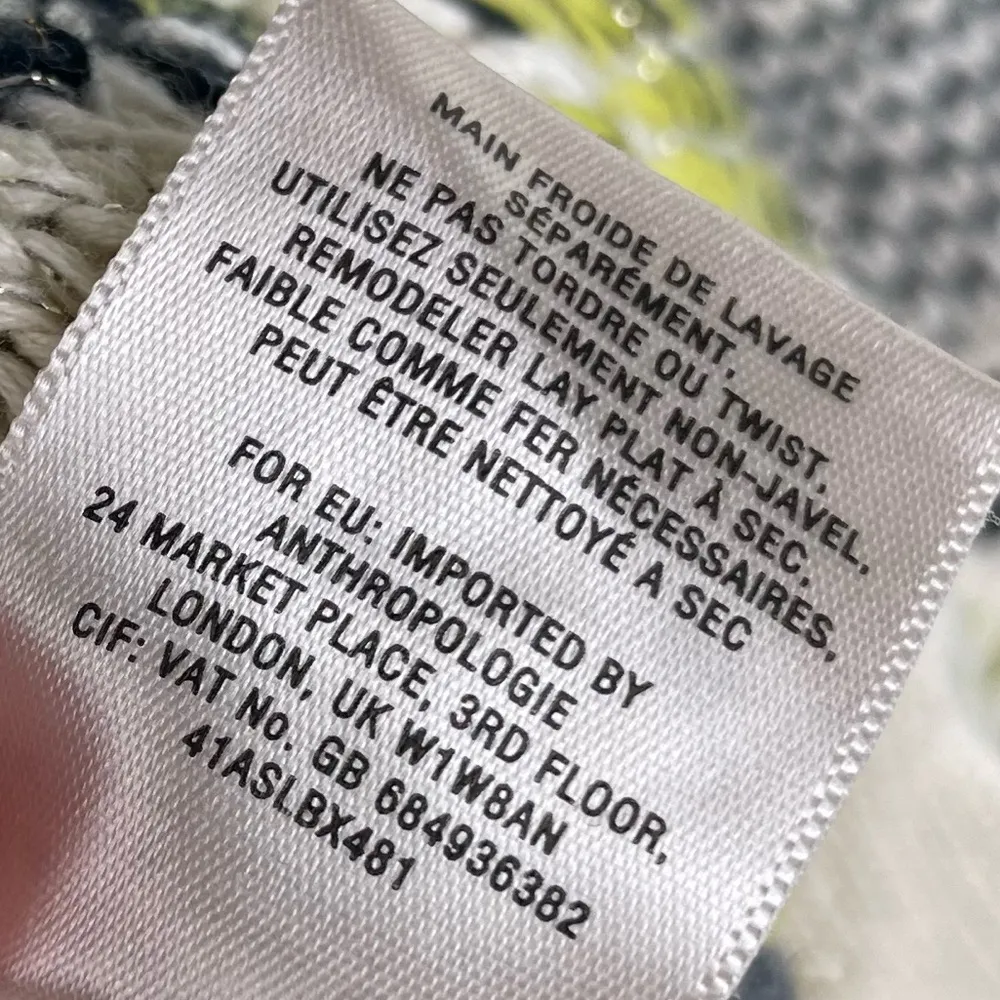 MAIN FROIDE DE LAVAGE
SÉPARÉMENT,
NE PAS TORDRE OU TWIST,
UTILISEZ SEULEMENT NON-JAVEL,
REMODELER LAY PLAT À SEC,
FAIBLE COMME FER NÉCESSAIRES,
PEUT ÊTRE NETTOYÉ A SEC
FOR EU: IMPORTED BY
ANTHROPOLOGIE
24 MARKET PLACE, 3RD FLOOR,
LONDON, UK W1W8AN
CIF: VAT No. GB 684936382
41ASLBX481